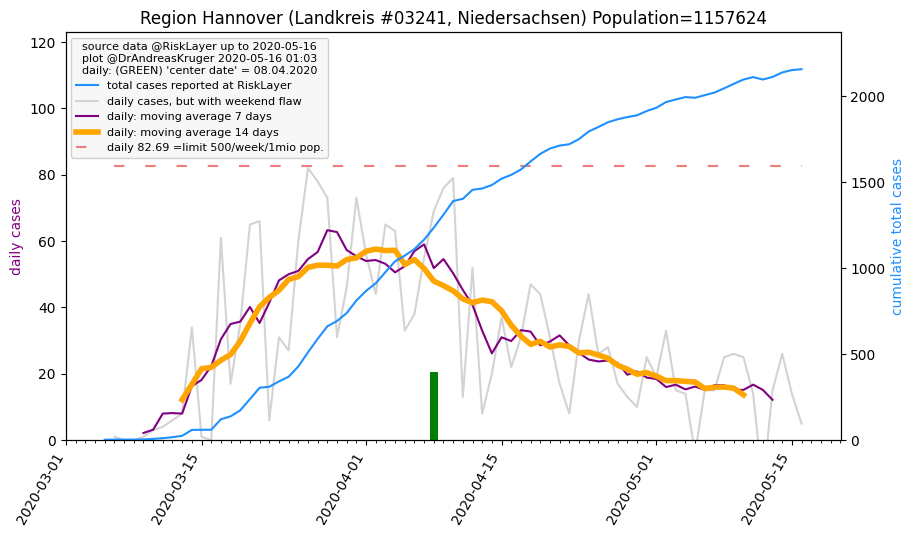 Region Hannover (Landkreis #03241, Niedersachsen) Population=1157624
source data @RiskLayer up to 2020-05-16
plot @DrAndreasKruger 2020-05-16 01:03
daily: (GREEN) 'center date' = 08.04.2020
total cases reported at RiskLayer
daily cases, but with weekend flaw
daily: moving average 7 days
daily: moving average 14 days
daily 82.69 =limit 500/week/1mio pop.
daily cases
120
100
80
60
40
20
0
cumulative total cases
2000
1500
1000
500
0
2020-03-01
2020-03-15
2020-04-01
2020-04-15
2020-05-01
2020-05-15